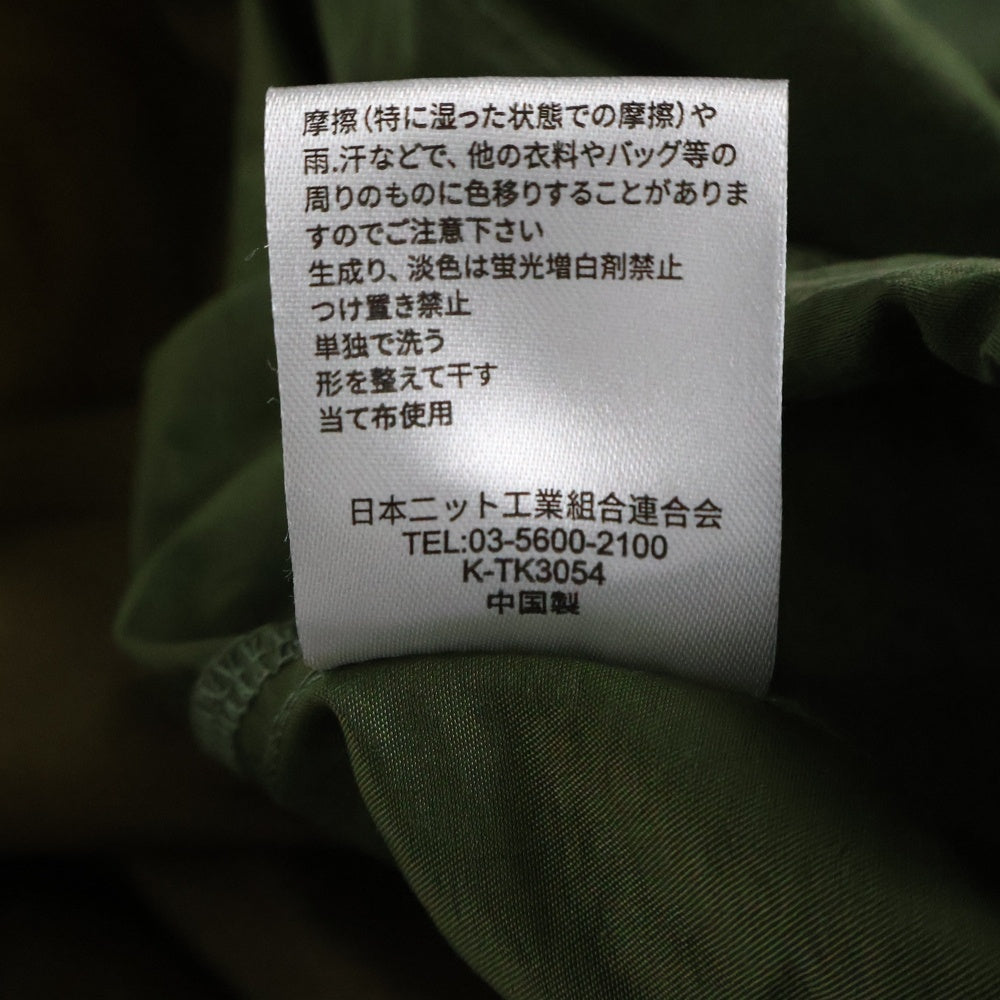 摩擦(特に湿った状態での摩擦)や
雨.汗などで、他の衣料やバッグ等の
周りのものに色移りすることがありま
すのでご注意下さい
生成り、淡色は蛍光増白剤禁止
つけ置き禁止
単独で洗う
形を整えて干す
当て布使用
日本ニット工業組合連合会
TEL:03-5600-2100
K-TK3054
中国製